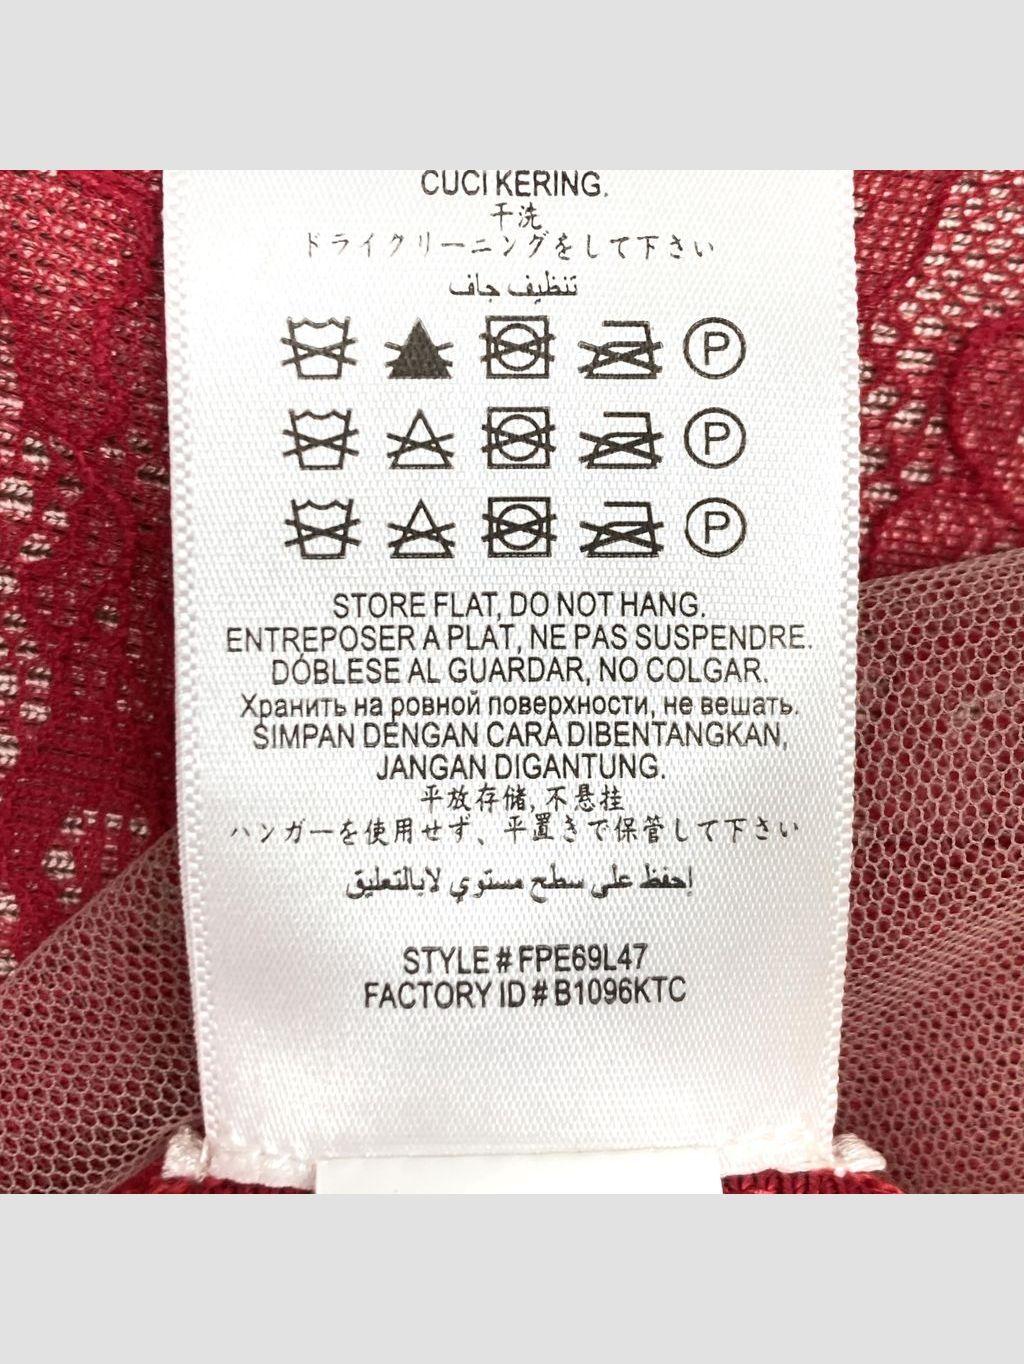 CUCI KERING.
干洗
ドライクリーニングをして下さい
تنظيف جاف
P
P
P
STORE FLAT, DO NOT HANG.
ENTREPOSER A PLAT, NE PAS SUSPENDRE.
DÓBLESE AL GUARDAR, NO COLGAR.
Хранить на ровной поверхности, не вешать.
SIMPAN DENGAN CARA DIBENTANGKAN,
JANGAN DIGANTUNG.
平放存储, 不悬挂
ハンガーを使用せず、平置きで保管して下さい
إحفظ على سطح مستوي لابالتعليق
STYLE # FPE69L47
FACTORY ID # B1096KTC